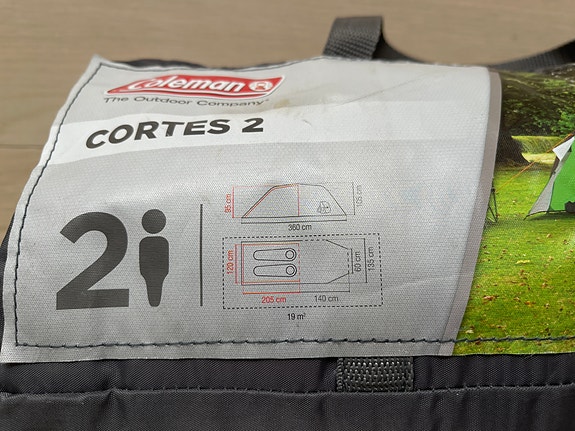 Coleman®
The Outdoor Company®
CORTES 2
2
95 cm
125 cm
360 cm
120 cm
60 cm
135 cm
205 cm
140 cm
19 m³